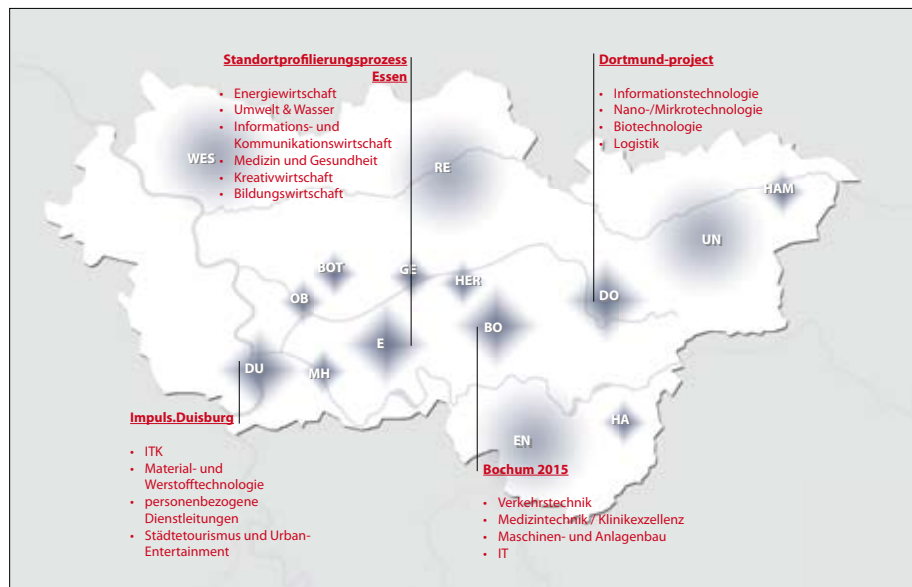 Standortprofilierungsprozess
Essen
• Energiewirtschaft
• Umwelt & Wasser
• Informations- und
Kommunikationswirtschaft
• Medizin und Gesundheit
• Kreativwirtschaft
• Bildungswirtschaft
Dortmund-project
• Informationstechnologie
• Nano-/Mirkrotechnologie
• Biotechnologie
• Logistik
WES
RE
HAM
UN
BOT
GE
HER
OB
DO
BO
E
DU
MH
HA
EN
Impuls.Duisburg
• ITK
• Material- und
Werstofftechnologie
• personenbezogene
Dienstleitungen
• Städtetourismus und Urban-
Entertainment
Bochum 2015
• Verkehrstechnik
• Medizintechnik / Klinikexzellenz
• Maschinen- und Anlagenbau
• IT